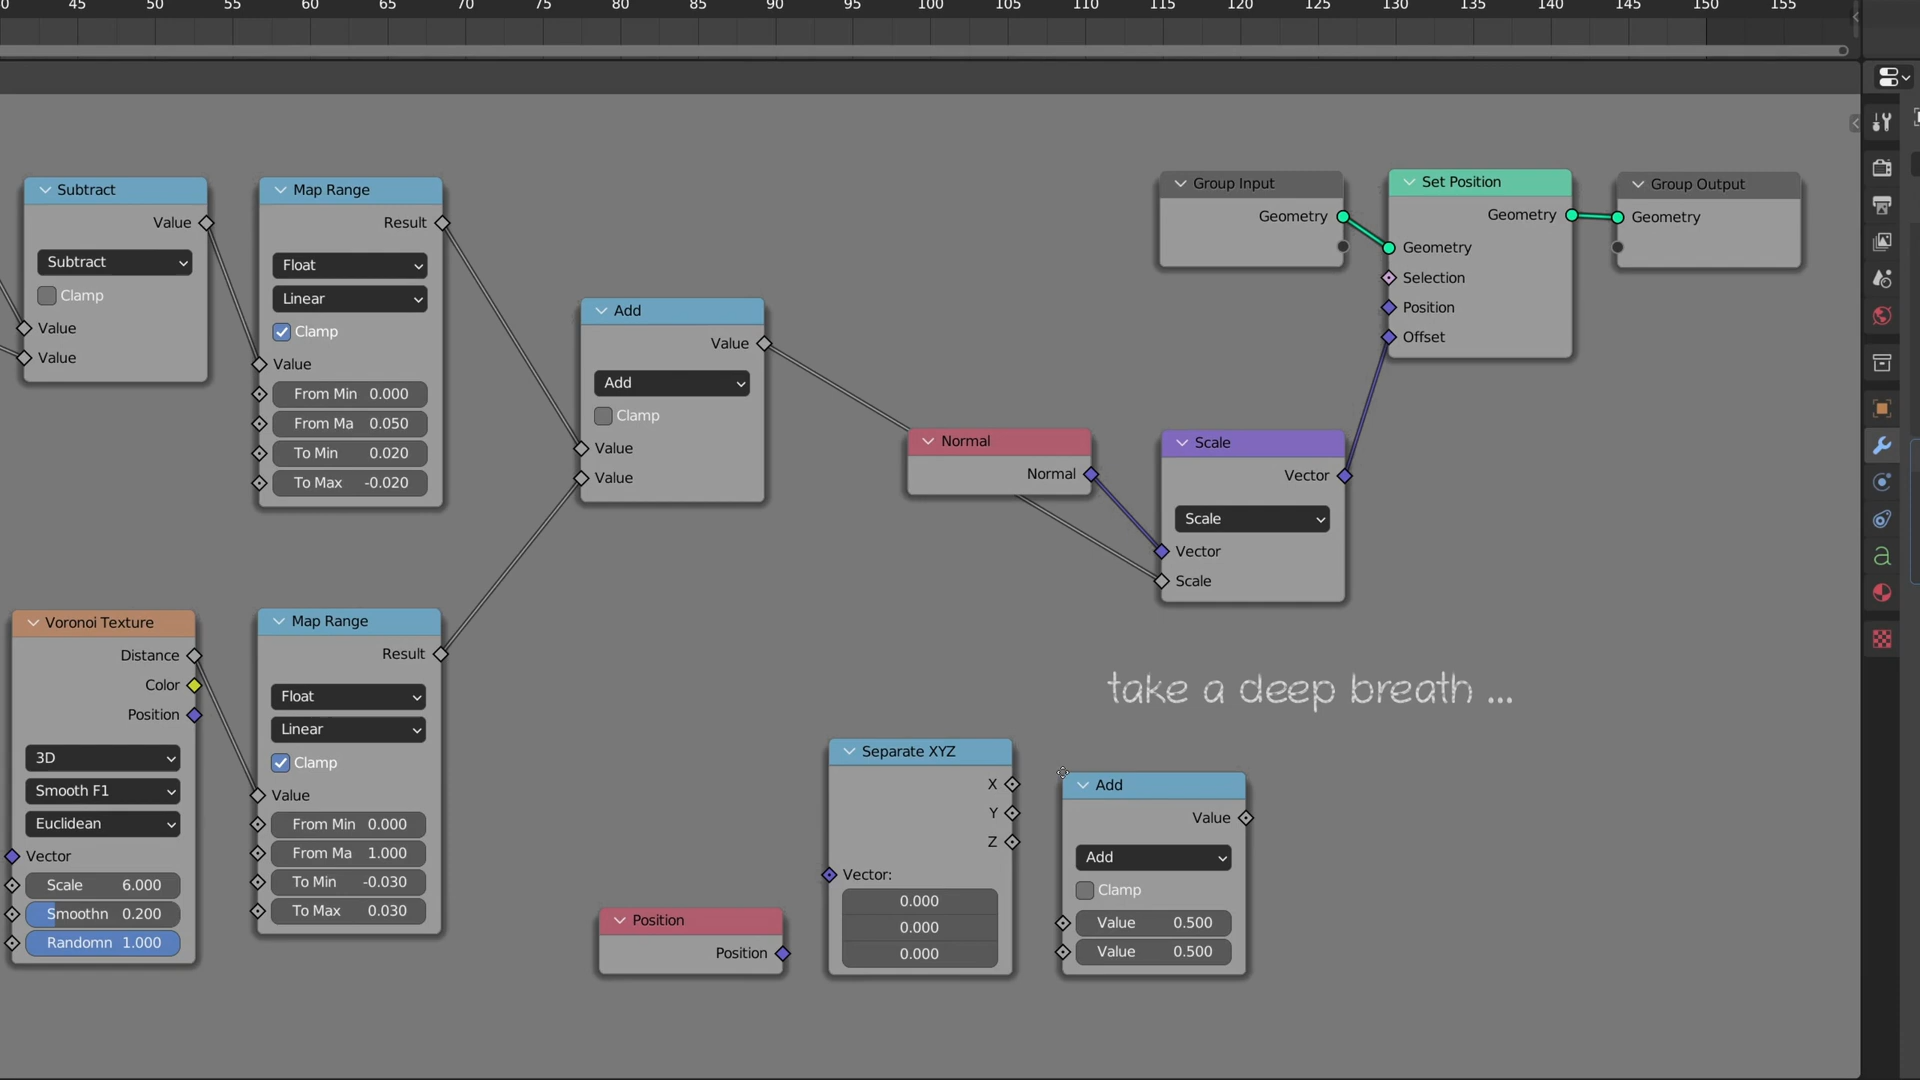 45 50 55 60 65 70 75 80 85 90 95 100 105 110 115 120 125 130 135 140 145 150 155
Subtract
Value
Subtract
Clamp
Value
Value
Map Range
Result
Float
Linear
Clamp
Value
From Min 0.000
From Ma 0.050
To Min 0.020
To Max -0.020
Add
Value
Add
Clamp
Value
Value
Normal
Normal
Group Input
Geometry
Set Position
Geometry
Geometry
Selection
Position
Offset
Group Output
Geometry
Scale
Vector
Scale
Vector
Scale
Voronoi Texture
Distance
Color
Position
3D
Smooth F1
Euclidean
Vector
Scale 6.000
Smoothn 0.200
Randomn 1.000
Map Range
Result
Float
Linear
Clamp
Value
From Min 0.000
From Ma 1.000
To Min -0.030
To Max 0.030
take a deep breath ...
Position
Position
Separate XYZ
X
Y
Z
Vector:
0.000
0.000
0.000
Add
Value
Add
Clamp
Value 0.500
Value 0.500